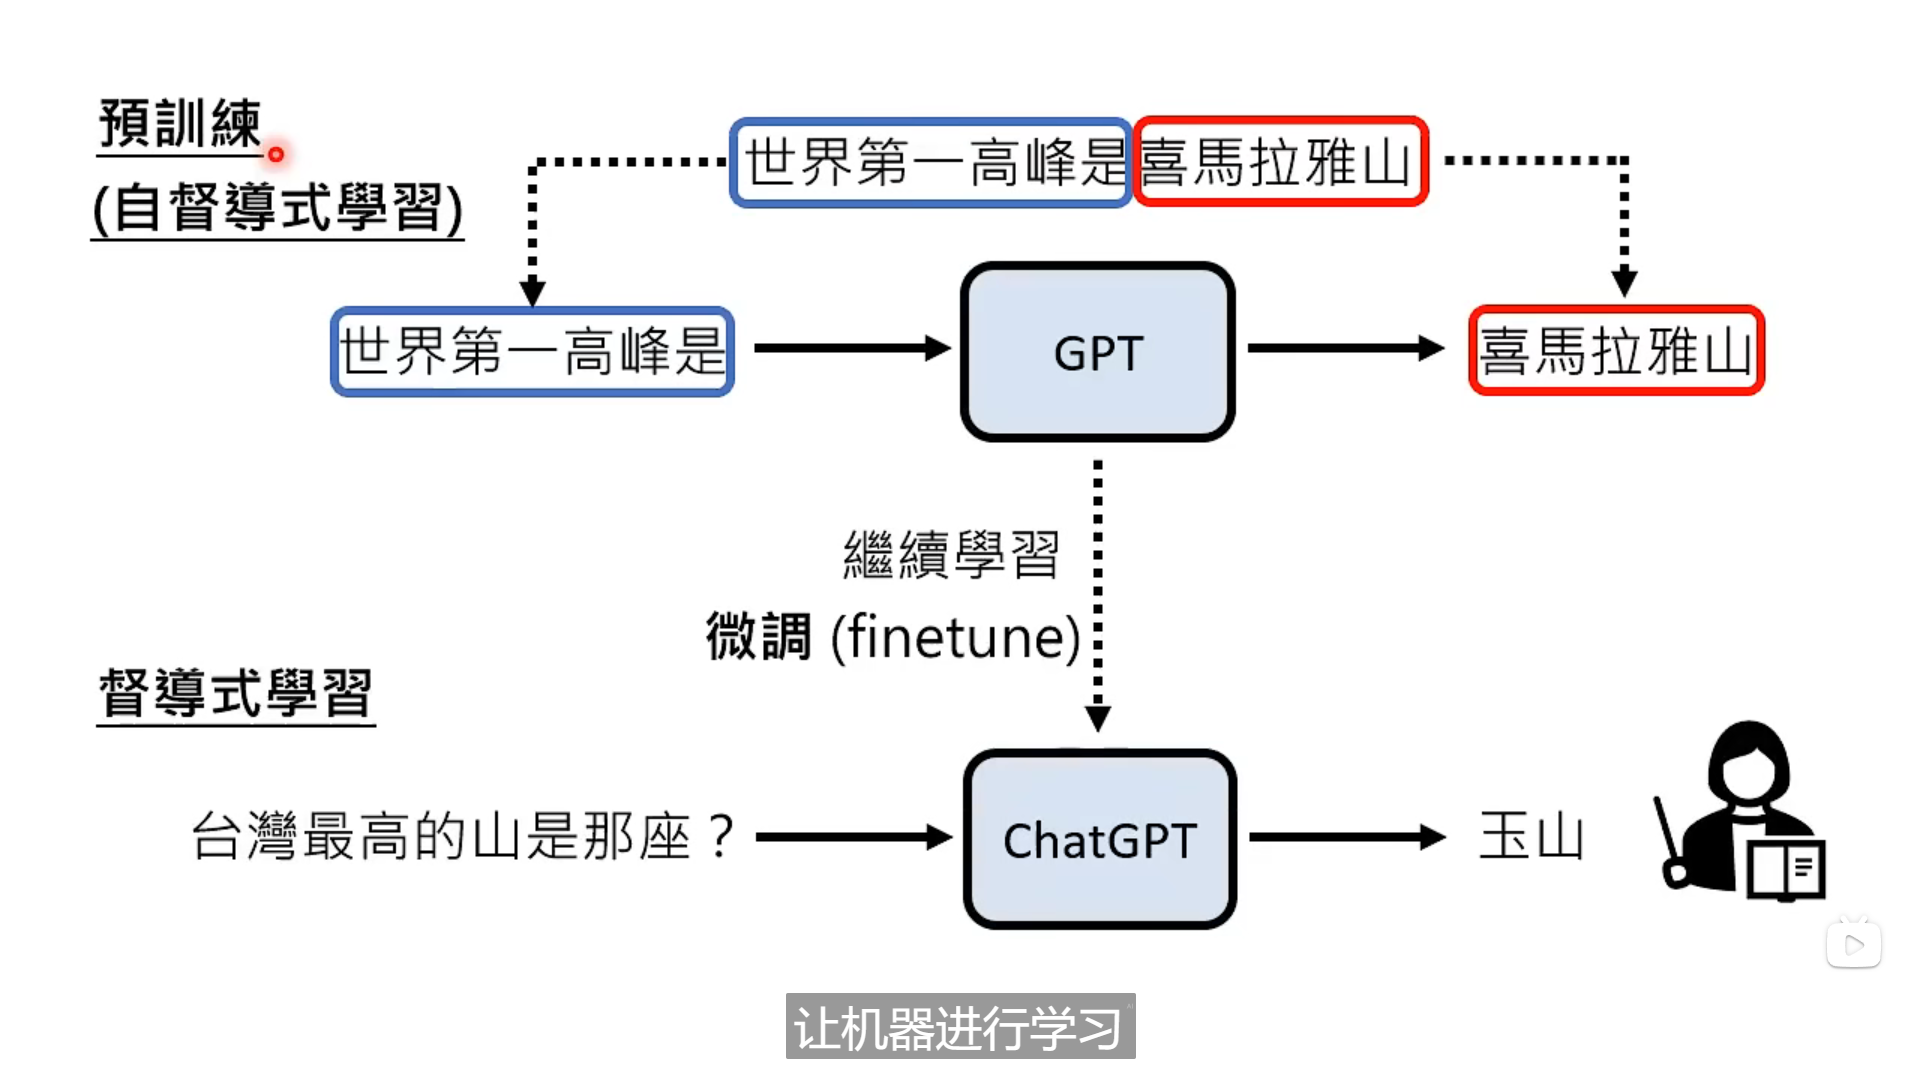 預訓練
(自督導式學習)
世界第一高峰是喜馬拉雅山
世界第一高峰是
GPT
喜馬拉雅山
繼續學習
微調 (finetune)
督導式學習
台灣最高的山是那座？
ChatGPT
玉山
让机器进行学习